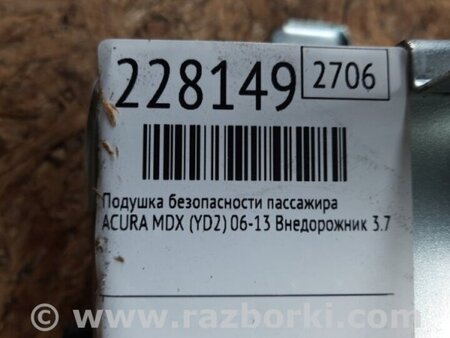 228149 2706
Подушка безопасности пассажира
ACURA MDX (YD2) 06-13 Внедорожник 3.7
www.razborki.com